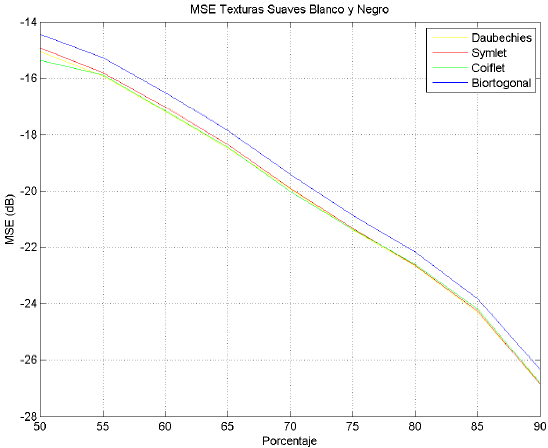 MSE Texturas Suaves Blanco y Negro
-14
-16
-18
-20
-22
-24
-26
-28
MSE (dB)
Daubechies
Symlet
Coiflet
Biortogonal
50 55 60 65 70 75 80 85 90
Porcentaje